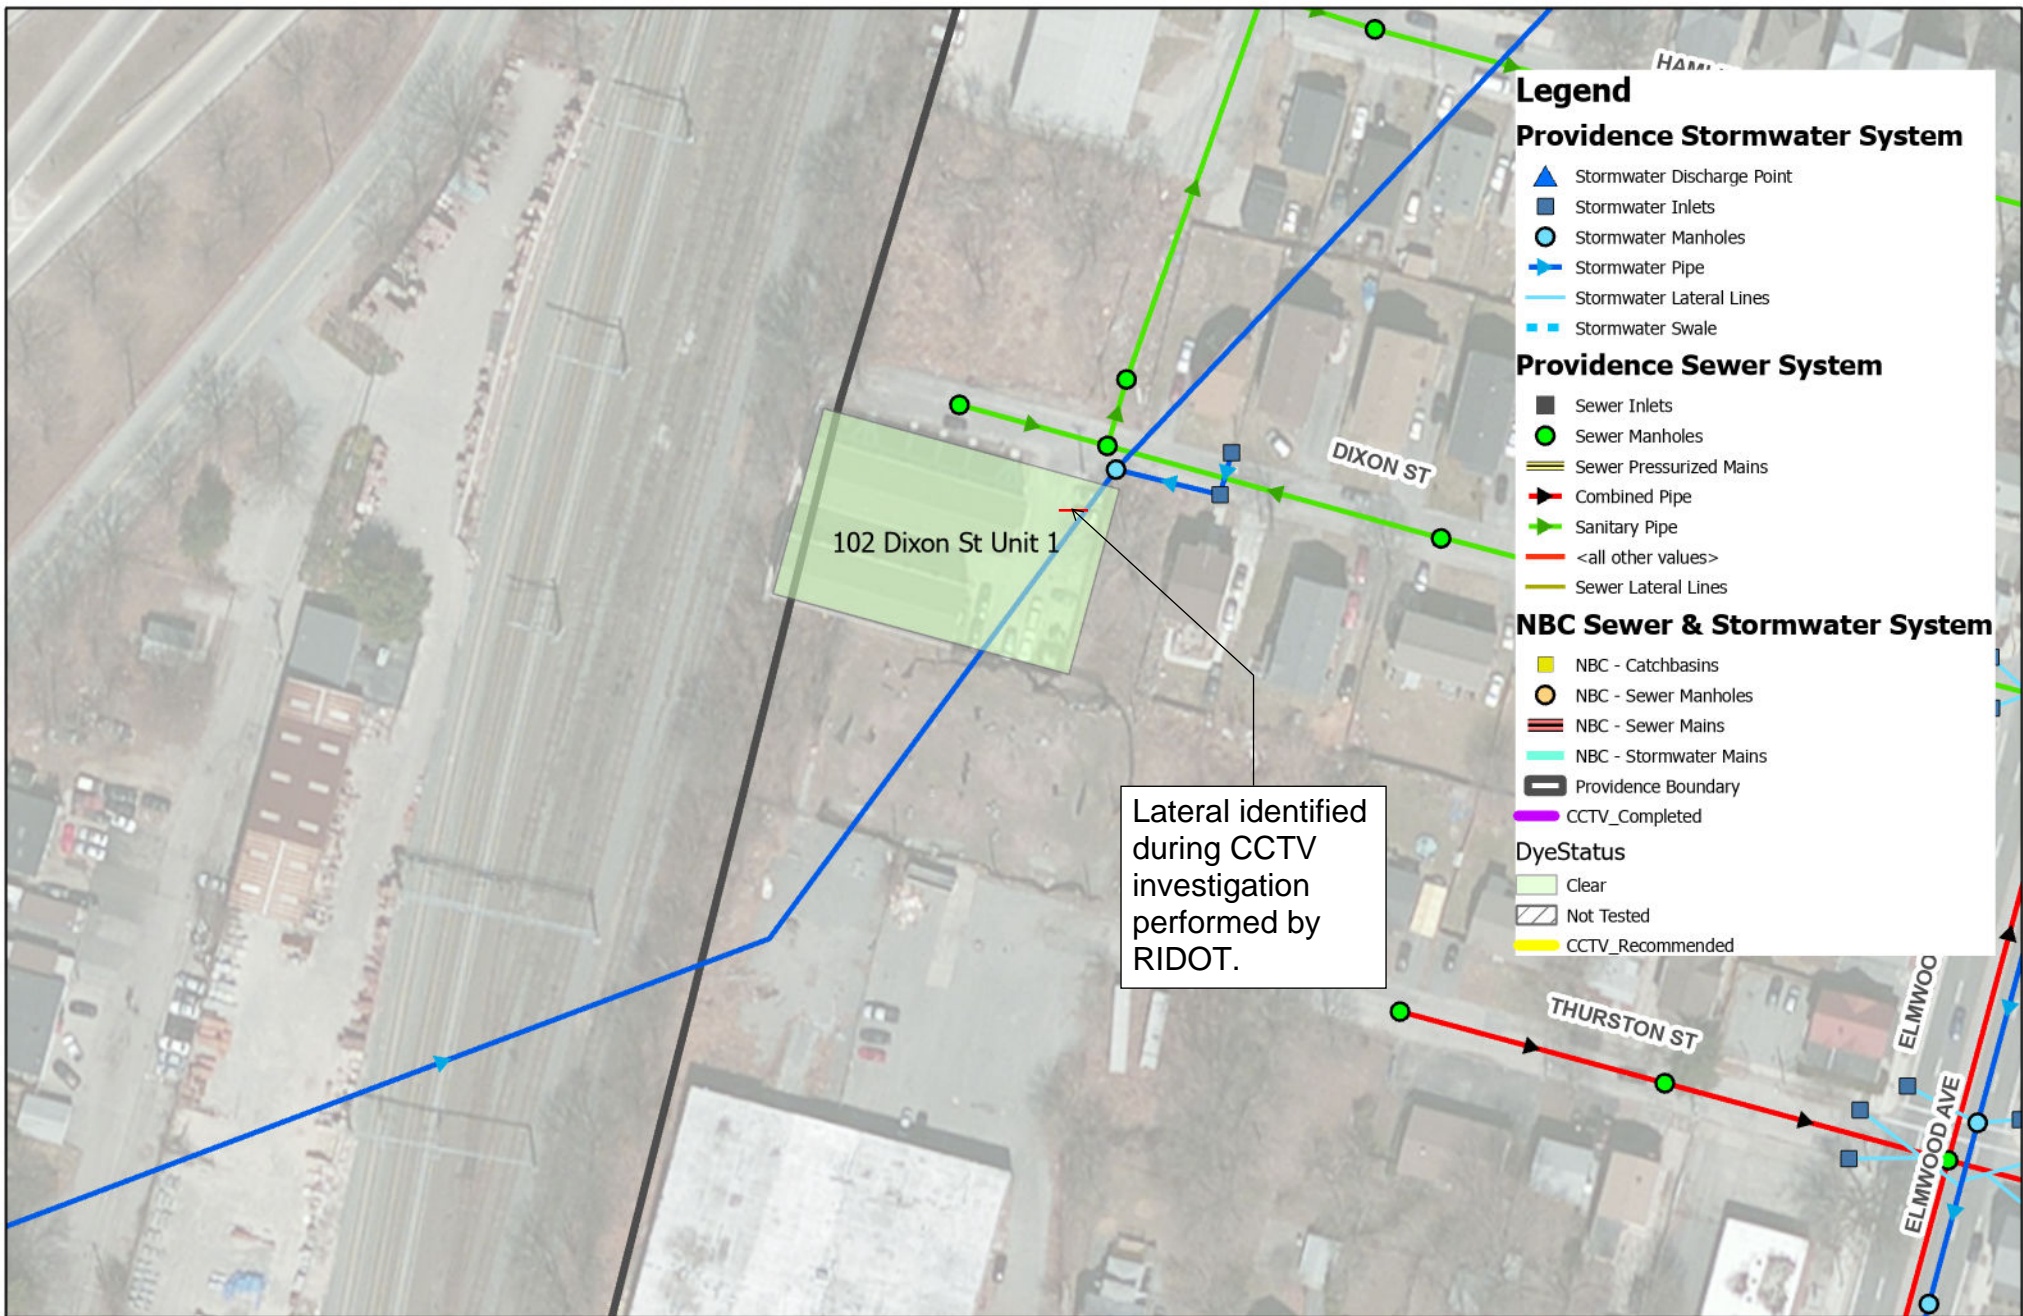 HAML
Legend
Providence Stormwater System
Stormwater Discharge Point
Stormwater Inlets
Stormwater Manholes
Stormwater Pipe
Stormwater Lateral Lines
Stormwater Swale
Providence Sewer System
Sewer Inlets
Sewer Manholes
Sewer Pressurized Mains
Combined Pipe
Sanitary Pipe
<all other values>
Sewer Lateral Lines
NBC Sewer & Stormwater System
NBC - Catchbasins
NBC - Sewer Manholes
NBC - Sewer Mains
NBC - Stormwater Mains
Providence Boundary
CCTV_Completed
DyeStatus
Clear
Not Tested
CCTV_Recommended
DIXON ST
102 Dixon St Unit 1
Lateral identified
during CCTV
investigation
performed by
RIDOT.
THURSTON ST
ELMWOO
ELMWOOD AVE